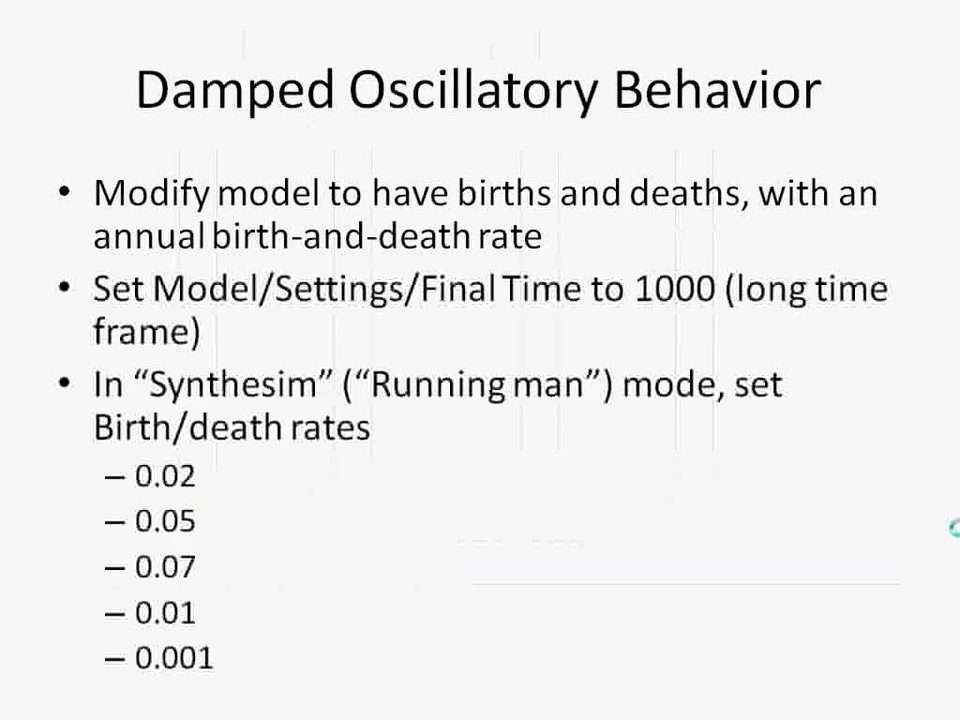 Damped Oscillatory Behavior
• Modify model to have births and deaths, with an
annual birth-and-death rate
• Set Model/Settings/Final Time to 1000 (long time
frame)
• In “Synthesim” (“Running man”) mode, set
Birth/death rates
– 0.02
– 0.05
– 0.07
– 0.01
– 0.001